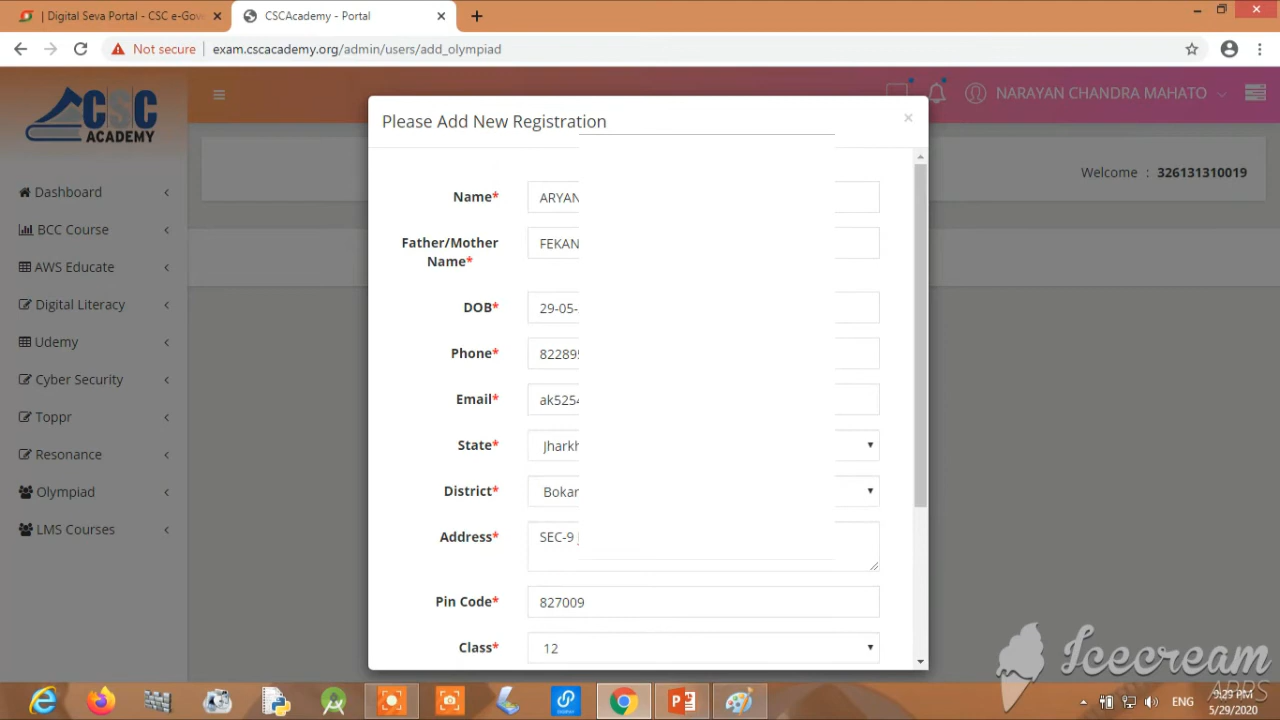 | Digital Seva Portal - CSC e-Gov
CSCAcademy - Portal
Not secure
exam.cscacademy.org/admin/users/add_olympiad
CSC
ACADEMY
NARAYAN CHANDRA MAHATO
Please Add New Registration
×
Welcome : 326131310019
Dashboard
BCC Course
AWS Educate
Digital Literacy
Udemy
Cyber Security
Toppr
Resonance
Olympiad
LMS Courses
Name* ARYAN
Father/Mother FEKAN
Name*
DOB* 29-05-
Phone* 82289
Email* ak5254
State* Jharkh
District* Bokar
Address* SEC-9
Pin Code* 827009
Class* 12
Icecream
APPS
ENG
9:29 PM
5/29/2020